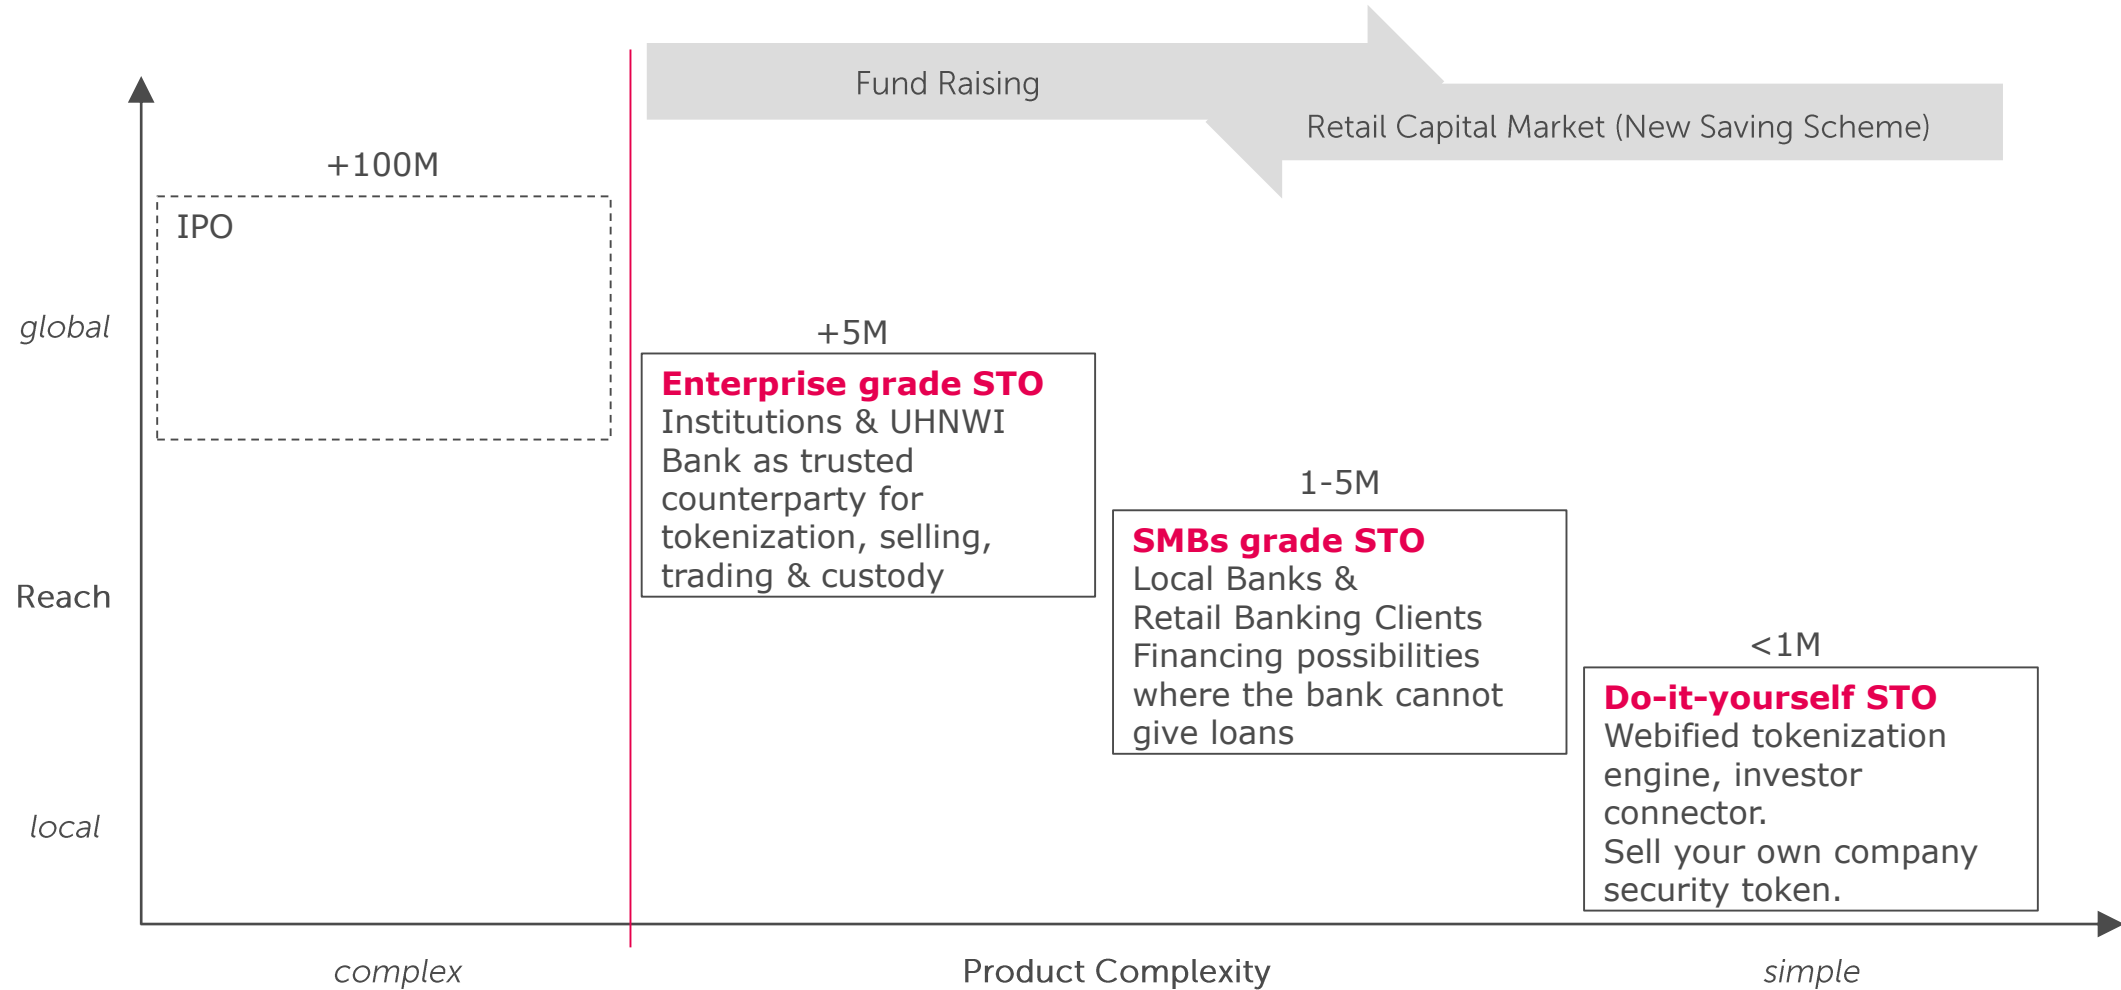 Fund Raising
Retail Capital Market (New Saving Scheme)
+100M
IPO
global
+5M
Enterprise grade STO
Institutions & UHNWI
Bank as trusted
counterparty for
tokenization, selling,
trading & custody
1-5M
SMBs grade STO
Local Banks &
Retail Banking Clients
Financing possibilities
where the bank cannot
give loans
Reach
<1M
Do-it-yourself STO
Webified tokenization
engine, investor
connector.
Sell your own company
security token.
local
complex
Product Complexity
simple